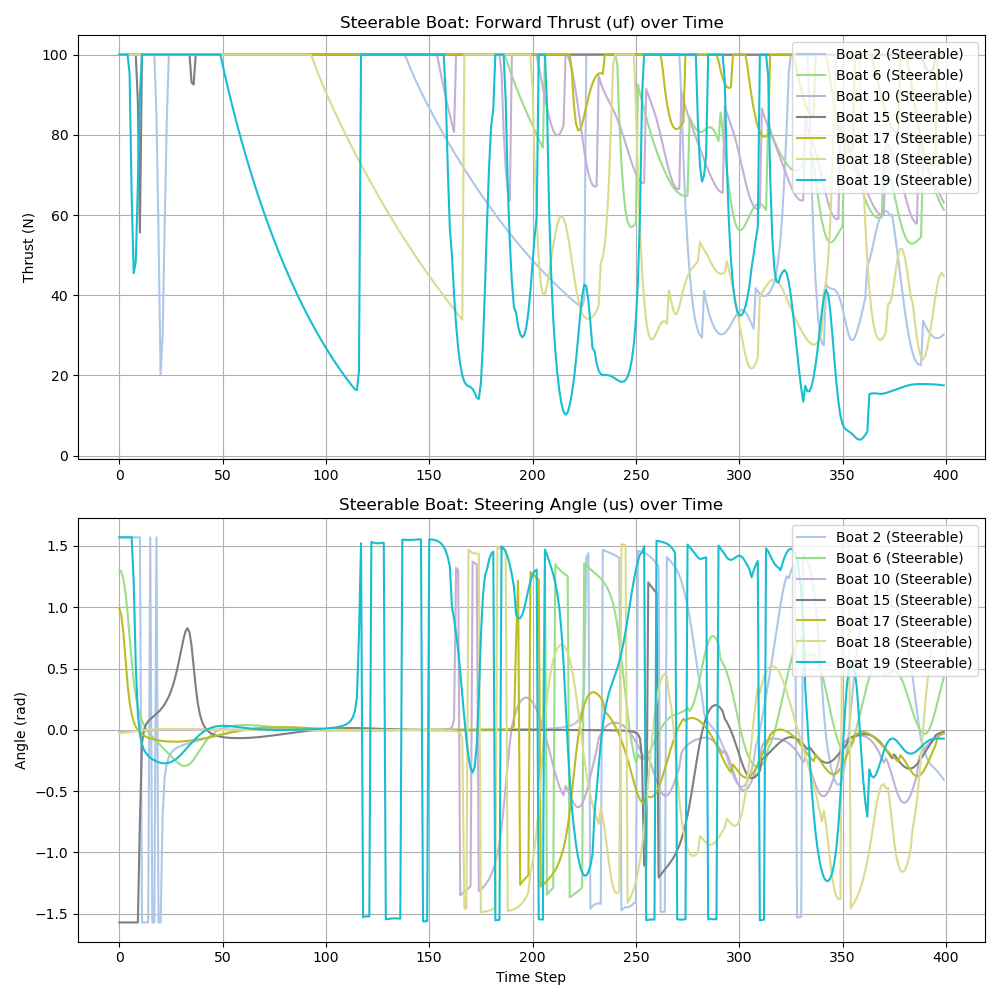 Steerable Boat: Forward Thrust (uf) over Time
Thrust (N)
100
80
60
40
20
0
Boat 2 (Steerable)
Boat 6 (Steerable)
Boat 10 (Steerable)
Boat 15 (Steerable)
Boat 17 (Steerable)
Boat 18 (Steerable)
Boat 19 (Steerable)
0 50 100 150 200 250 300 350 400
Steerable Boat: Steering Angle (us) over Time
Angle (rad)
1.5
1.0
0.5
0.0
−0.5
−1.0
−1.5
Boat 2 (Steerable)
Boat 6 (Steerable)
Boat 10 (Steerable)
Boat 15 (Steerable)
Boat 17 (Steerable)
Boat 18 (Steerable)
Boat 19 (Steerable)
0 50 100 150 200 250 300 350 400
Time Step